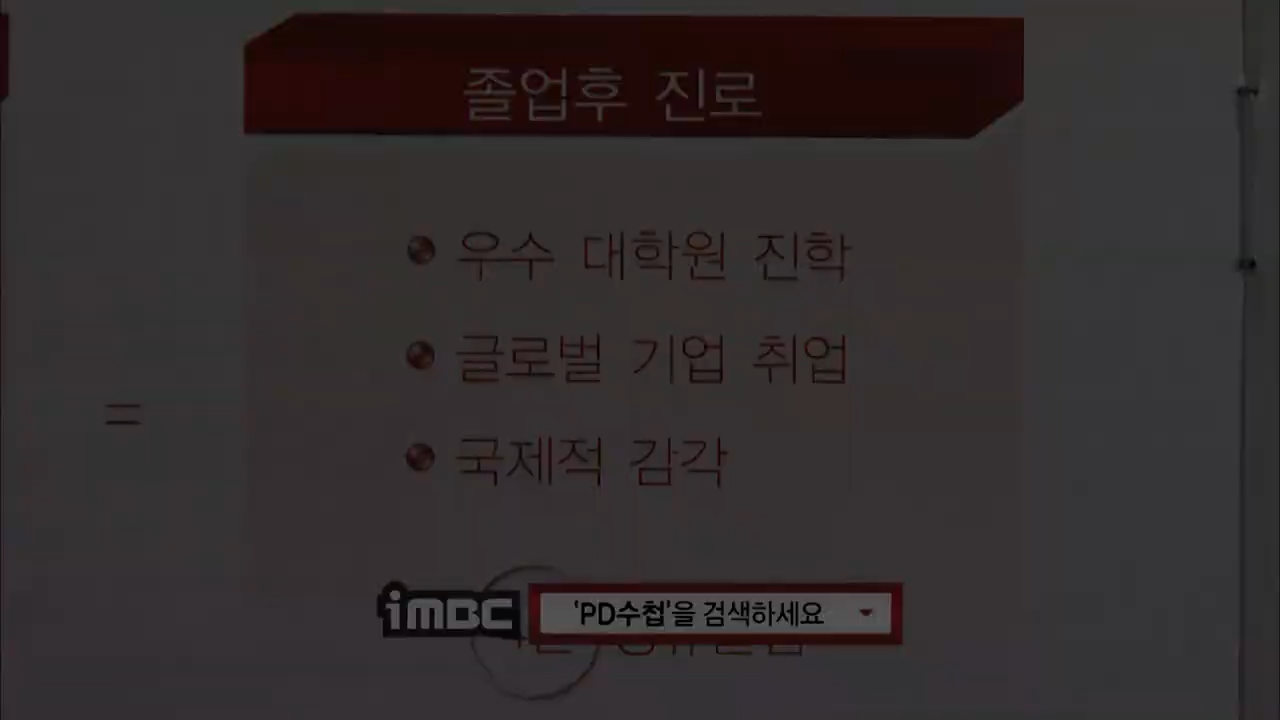 졸업후 진로
우수 대학원 진학
글로벌 기업 취업
=
국제적 감각
iMBC 'PD수첩'을 검색하세요